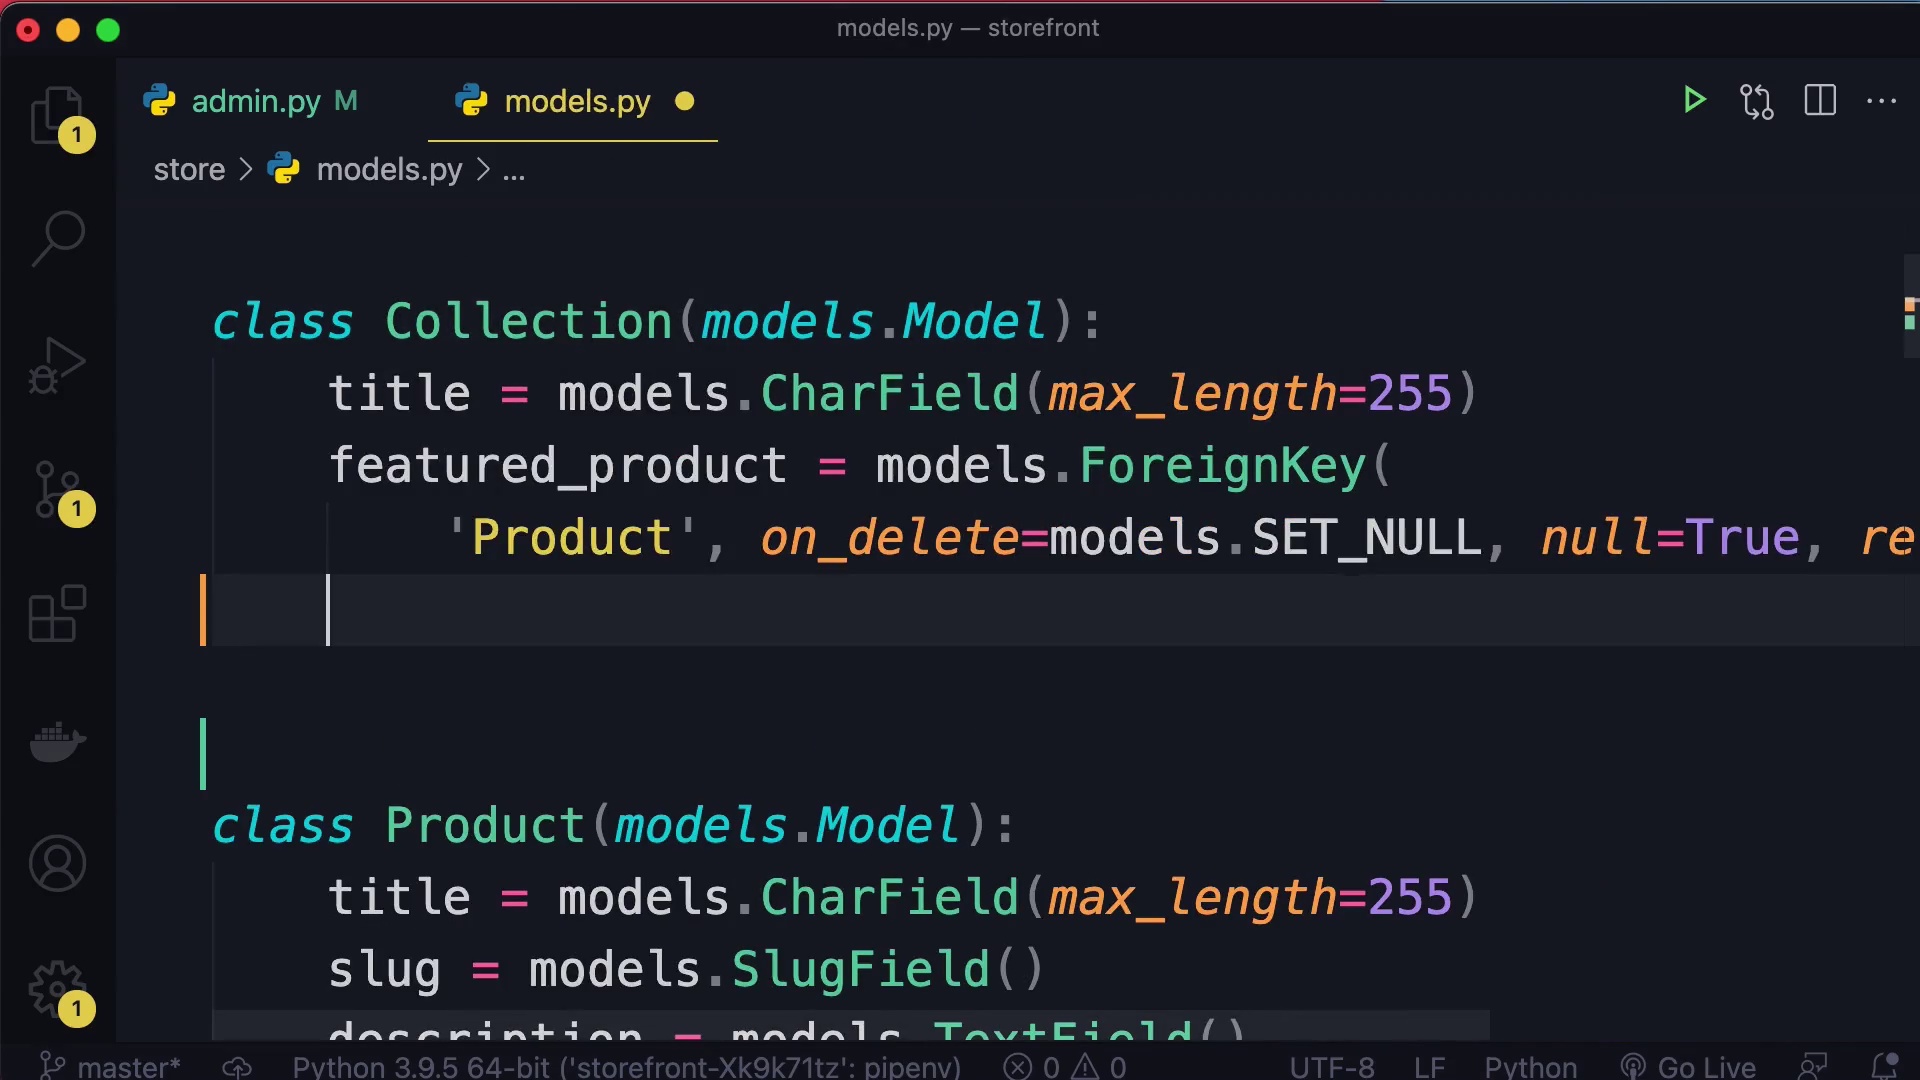 models.py — storefront
admin.py M
models.py
1
store > models.py > ...
class Collection(models.Model):
title = models.CharField(max_length=255)
featured_product = models.ForeignKey(
'Product', on_delete=models.SET_NULL, null=True, re
1
class Product(models.Model):
title = models.CharField(max_length=255)
slug = models.SlugField()
description = models.TextField()
1
master* Python 3.9.5 64-bit ('storefront-Xk9k71tz': pipenv) 0 0 UTF-8 LF Python Go Live